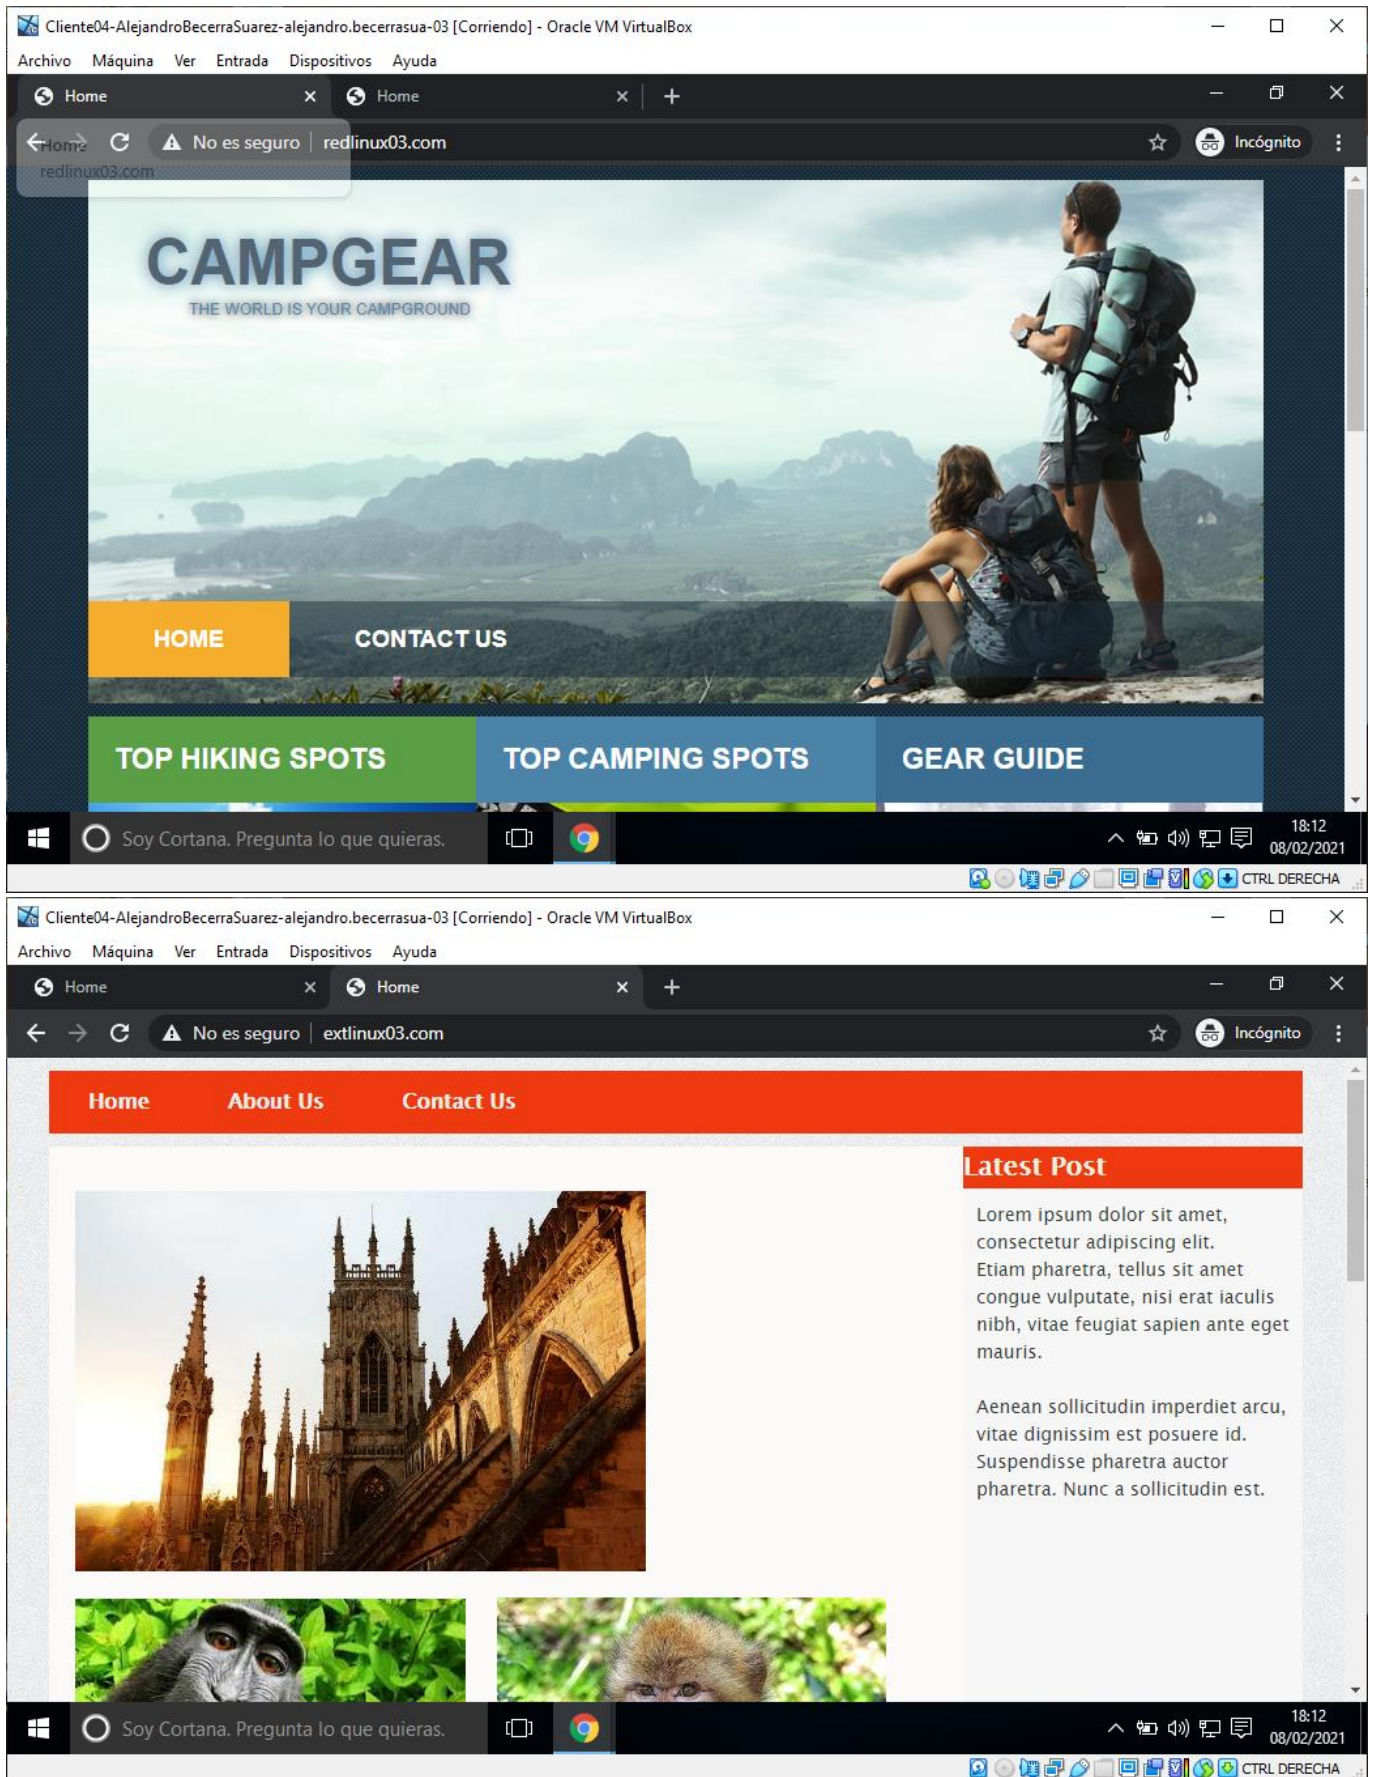 Cliente04-AlejandroBecerraSuarez-alejandro.becerrasua-03 [Corriendo] - Oracle VM VirtualBox
Archivo Máquina Ver Entrada Dispositivos Ayuda
Home Home
No es seguro redlinux03.com Incógnito
Home
redlinux03.com
CAMPGEAR
THE WORLD IS YOUR CAMPGROUND
HOME CONTACT US
TOP HIKING SPOTS TOP CAMPING SPOTS GEAR GUIDE
Soy Cortana. Pregunta lo que quieras. 18:12
08/02/2021
CTRL DERECHA
Cliente04-AlejandroBecerraSuarez-alejandro.becerrasua-03 [Corriendo] - Oracle VM VirtualBox
Archivo Máquina Ver Entrada Dispositivos Ayuda
Home Home
No es seguro extlinux03.com Incógnito
Home About Us Contact Us
Latest Post
Lorem ipsum dolor sit amet,
consectetur adipiscing elit.
Etiam pharetra, tellus sit amet
congue vulputate, nisi erat iaculis
nibh, vitae feugiat sapien ante eget
mauris.
Aenean sollicitudin imperdiet arcu,
vitae dignissim est posuere id.
Suspendisse pharetra auctor
pharetra. Nunc a sollicitudin est.
Soy Cortana. Pregunta lo que quieras. 18:12
08/02/2021
CTRL DERECHA